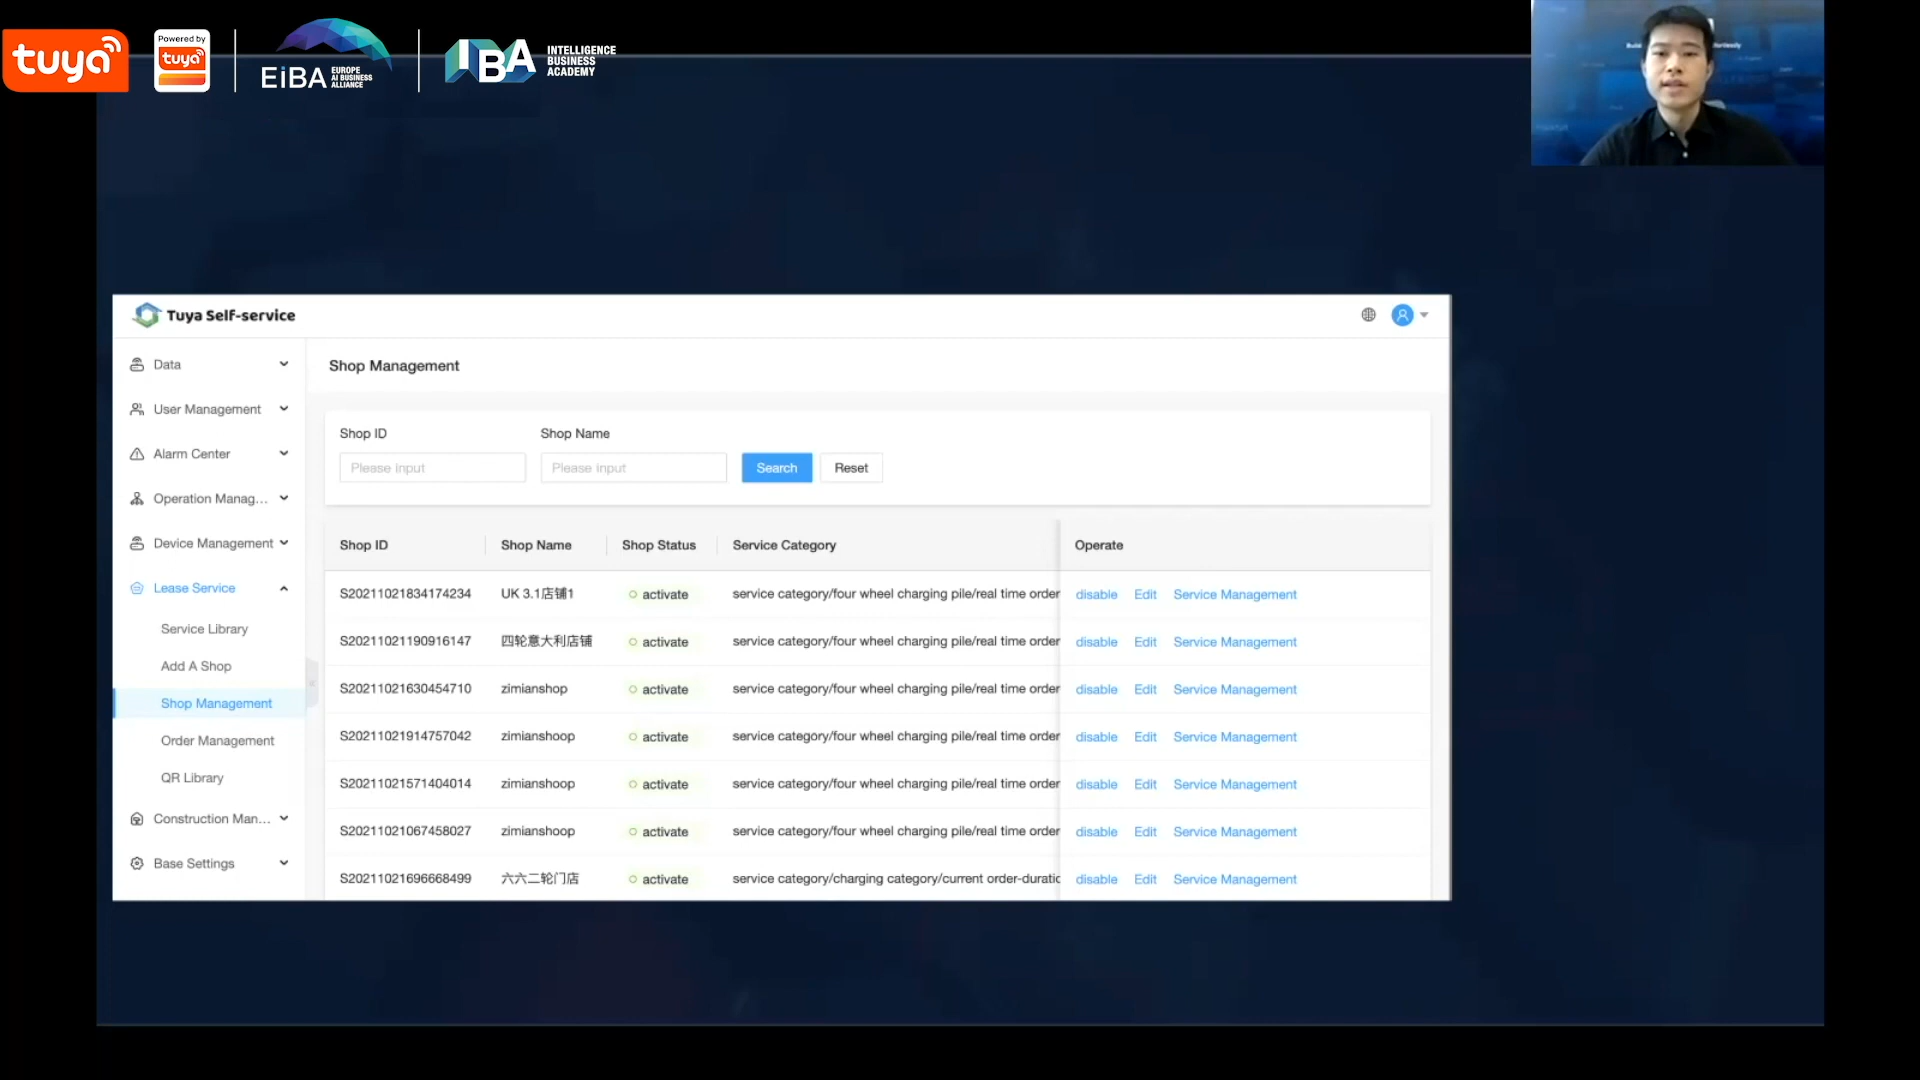 tuya
Powered by
tuya
EiBA EUROPE
AI BUSINESS
ALLIANCE
IBA INTELLIGENCE
BUSINESS
ACADEMY
Tuya Self-service
Data
User Management
Alarm Center
Operation Manag...
Device Management
Lease Service
Service Library
Add A Shop
Shop Management
Order Management
QR Library
Construction Man...
Base Settings
Shop Management
Shop ID Shop Name
Please input Please input Search Reset
Shop ID Shop Name Shop Status Service Category Operate
S20211021834174234 UK 3.1店铺1 activate service category/four wheel charging pile/real time order disable Edit Service Management
S20211021190916147 四轮意大利店铺 activate service category/four wheel charging pile/real time order disable Edit Service Management
S20211021630454710 zimianshop activate service category/four wheel charging pile/real time order disable Edit Service Management
S20211021914757042 zimianshoop activate service category/four wheel charging pile/real time order disable Edit Service Management
S20211021571404014 zimianshoop activate service category/four wheel charging pile/real time order disable Edit Service Management
S20211021067458027 zimianshoop activate service category/four wheel charging pile/real time order disable Edit Service Management
S20211021696668499 六六二轮门店 activate service category/charging category/current order-duratic disable Edit Service Management